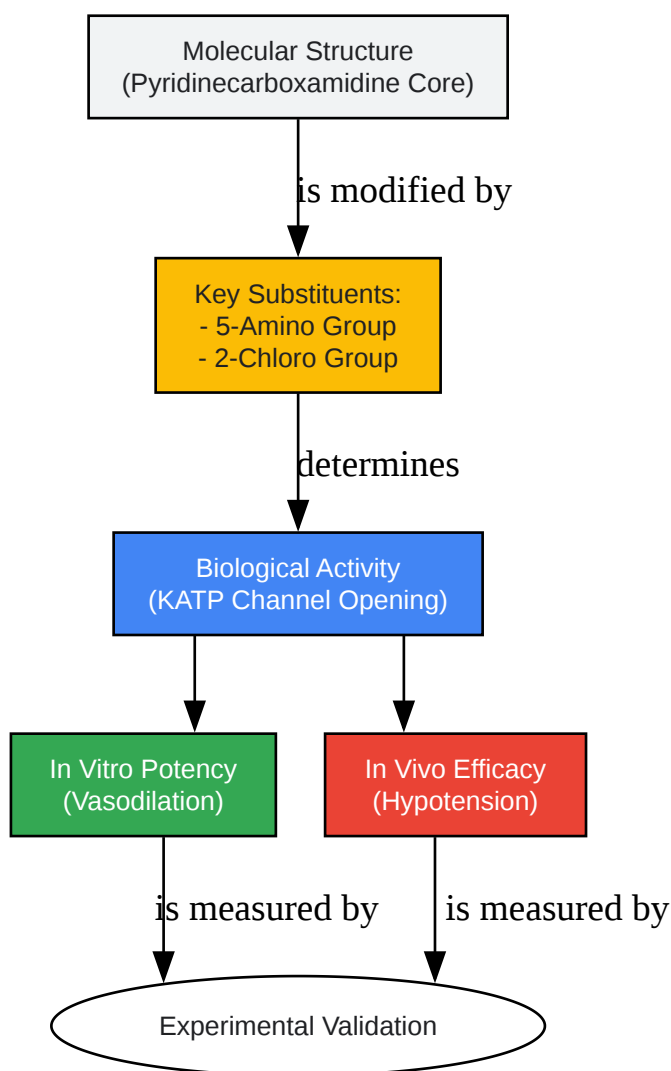 Molecular Structure
(Pyridinecarboxamidine Core)
is modified by
Key Substituents:
- 5-Amino Group
- 2-Chloro Group
determines
Biological Activity
(KATP Channel Opening)
In Vitro Potency
(Vasodilation)
In Vivo Efficacy
(Hypotension)
is measured by
is measured by
Experimental Validation